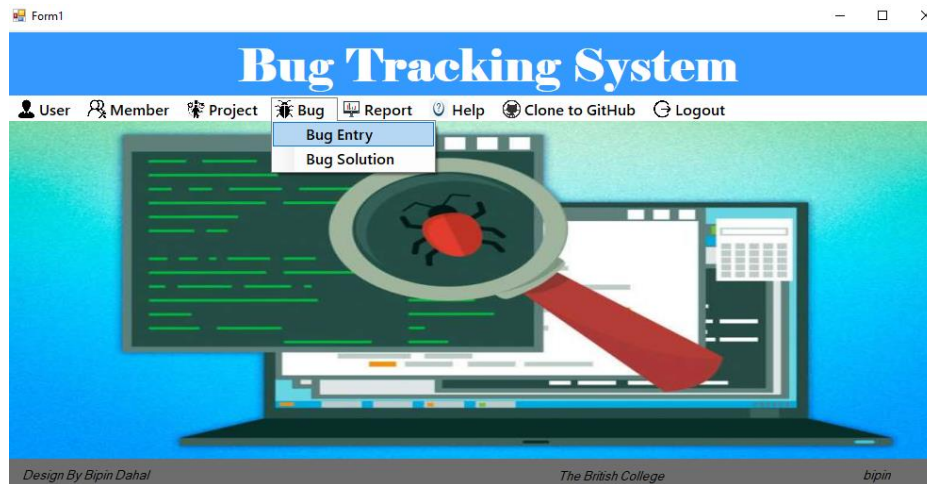 Form1
Bug Tracking System
User Member Project Bug Report Help Clone to GitHub Logout
Bug Entry
Bug Solution
Design By Bipin Dahal The British College bipin